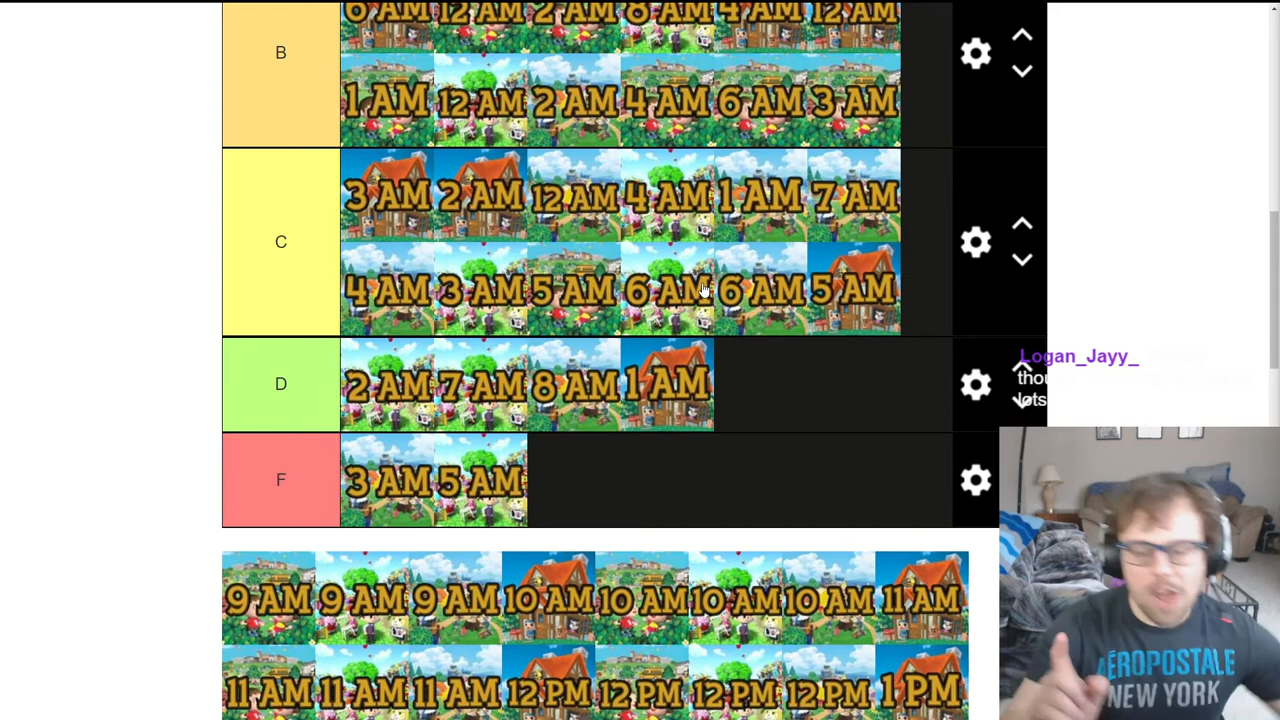 B
6 AM 12 AM 2 AM 8 AM 4 AM 12 AM
1 AM 12 AM 2 AM 4 AM 6 AM 3 AM
C
3 AM 2 AM 12 AM 4 AM 1 AM 7 AM
4 AM 3 AM 5 AM 6 AM 6 AM 5 AM
D
2 AM 7 AM 8 AM 1 AM
F
3 AM 5 AM
9 AM 9 AM 9 AM 10 AM 10 AM 10 AM 10 AM 11 AM
11 AM 11 AM 11 AM 12 PM 12 PM 12 PM 12 PM 1 PM
Logan_Jayy_
lots
AÉROPOSTALE
NEW YORK